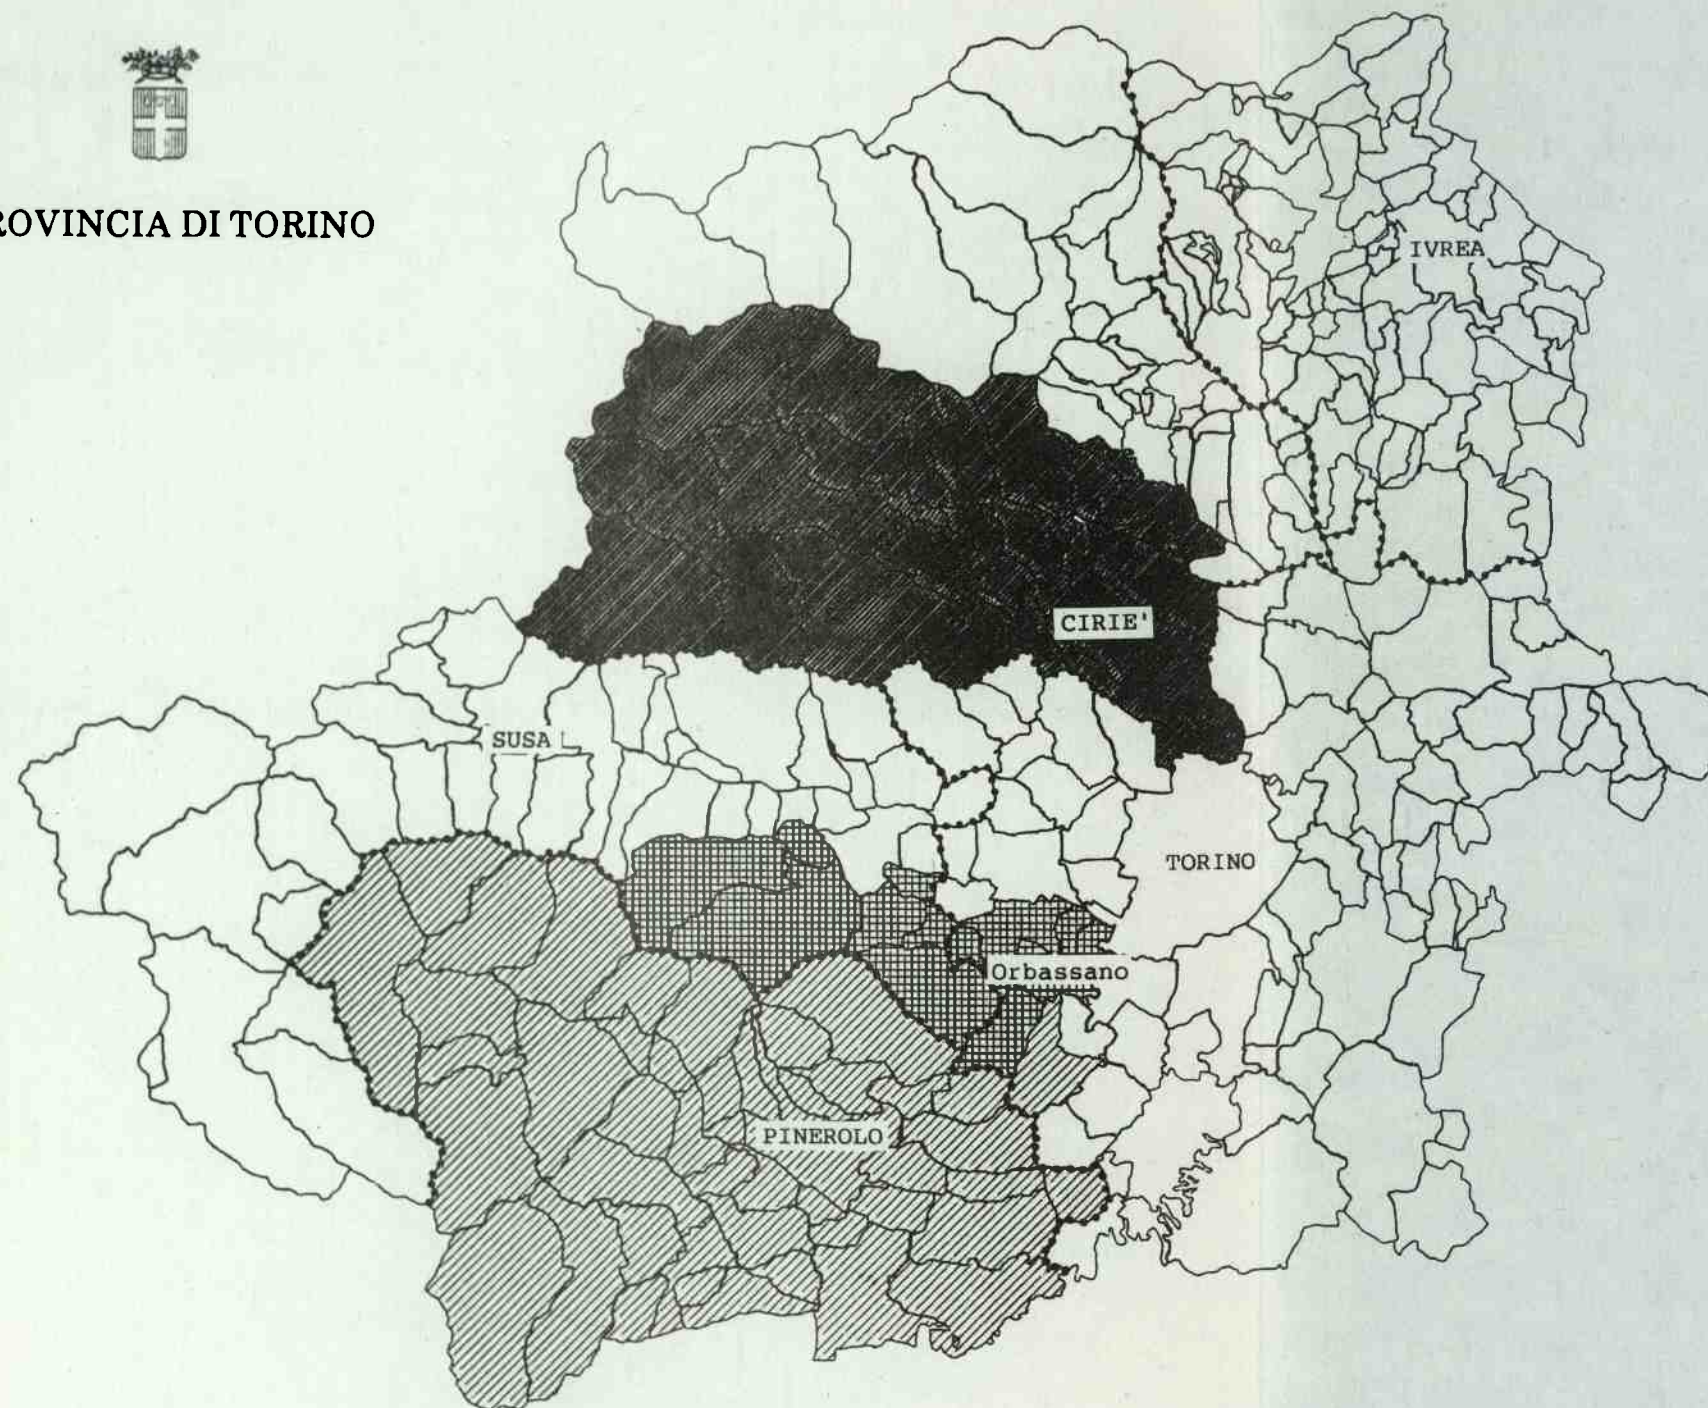 ROVINCIA DI TORINO
IVREA
CIRIE'
SUSA
TORINO
Orbassano
PINEROLO